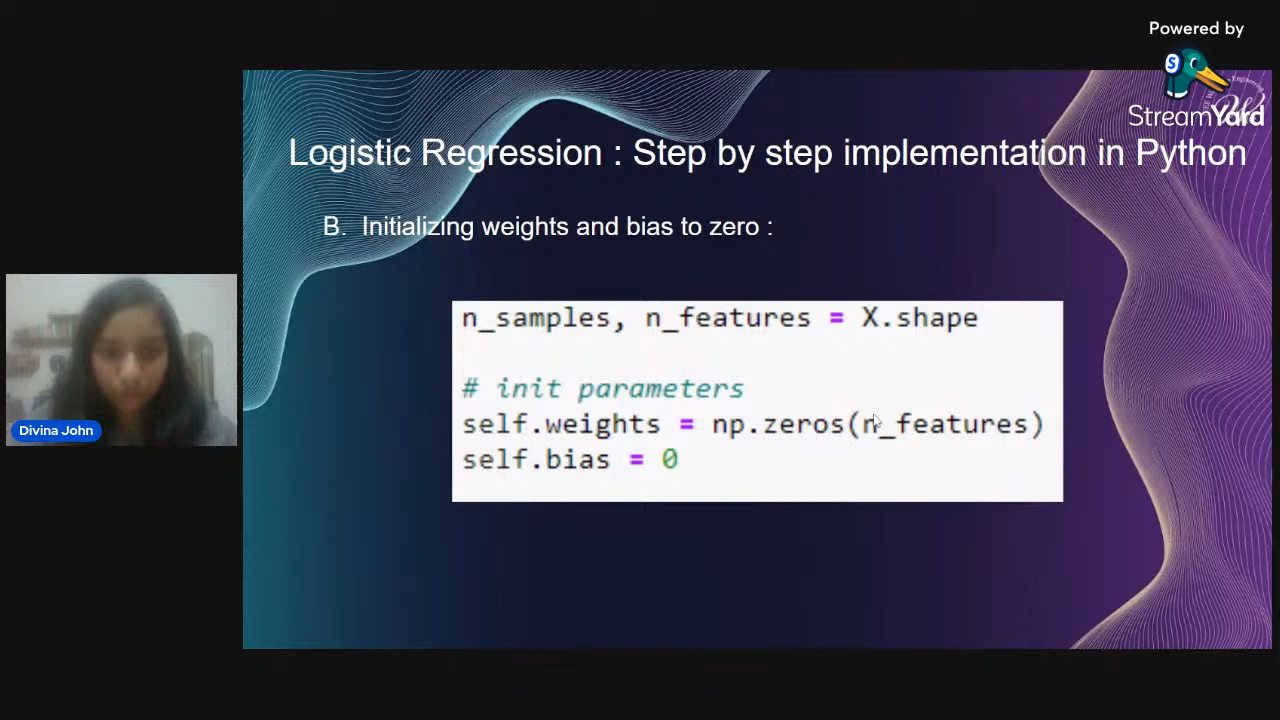 Powered by
StreamYard
Logistic Regression : Step by step implementation in Python
B. Initializing weights and bias to zero :
n_samples, n_features = X.shape
# init parameters
self.weights = np.zeros(n_features)
self.bias = 0
Divina John